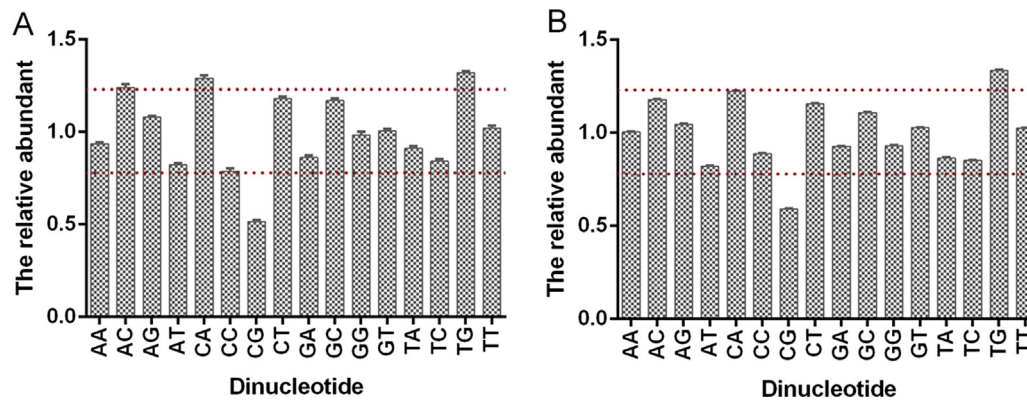 A
The relative abundant
1.5
1.0
0.5
0.0
AA AC AG AT CA CC CG CT GA GC GG GT TA TC TG TT
Dinucleotide
B
The relative abundant
1.5
1.0
0.5
0.0
AA AC AG AT CA CC CG CT GA GC GG GT TA TC TG TT
Dinucleotide